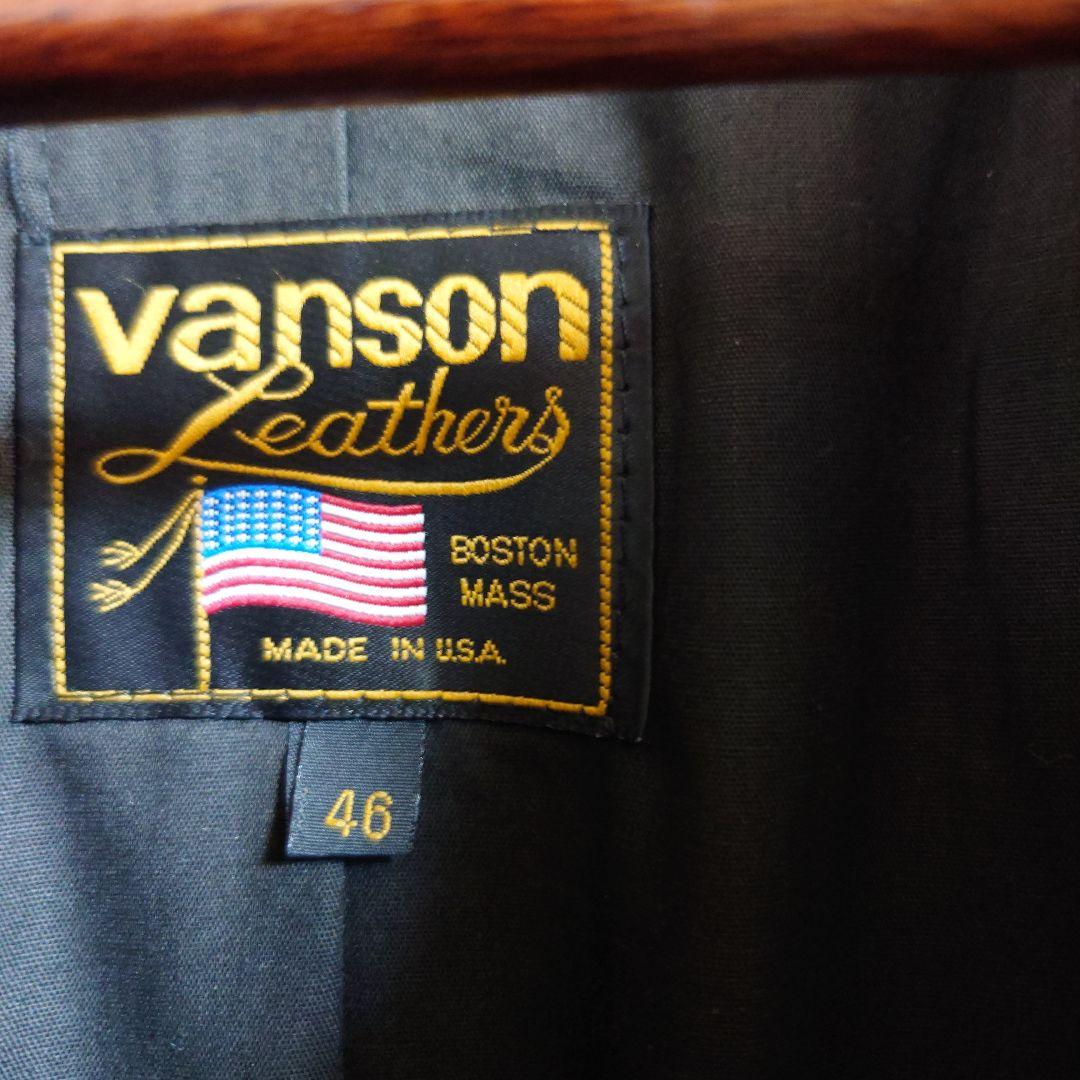 vanson
Leathers
BOSTON
MASS
MADE IN U.S.A.
46